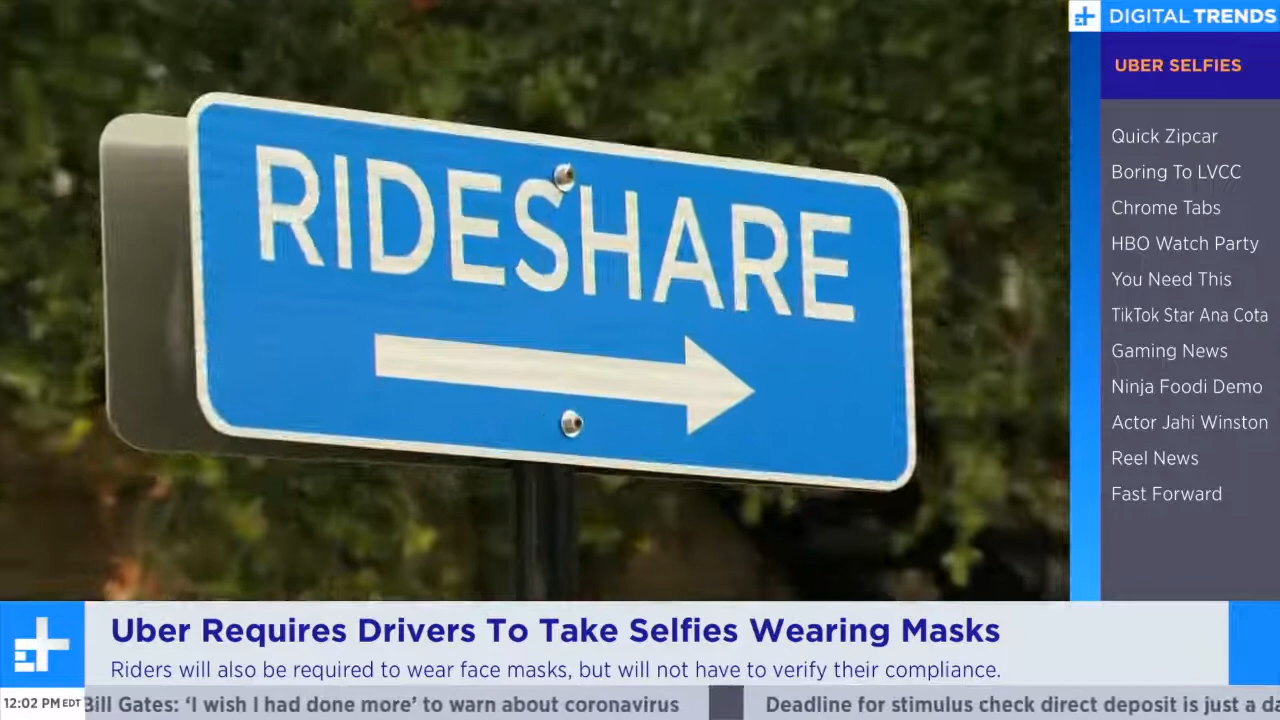 DIGITAL TRENDS
UBER SELFIES
Quick Zipcar
Boring To LVCC
Chrome Tabs
HBO Watch Party
You Need This
TikTok Star Ana Cota
Gaming News
Ninja Foodi Demo
Actor Jahi Winston
Reel News
Fast Forward
RIDESHARE
Uber Requires Drivers To Take Selfies Wearing Masks
Riders will also be required to wear face masks, but will not have to verify their compliance.
12:02 PM EDT
Bill Gates: ‘I wish I had done more’ to warn about coronavirus
Deadline for stimulus check direct deposit is just a da